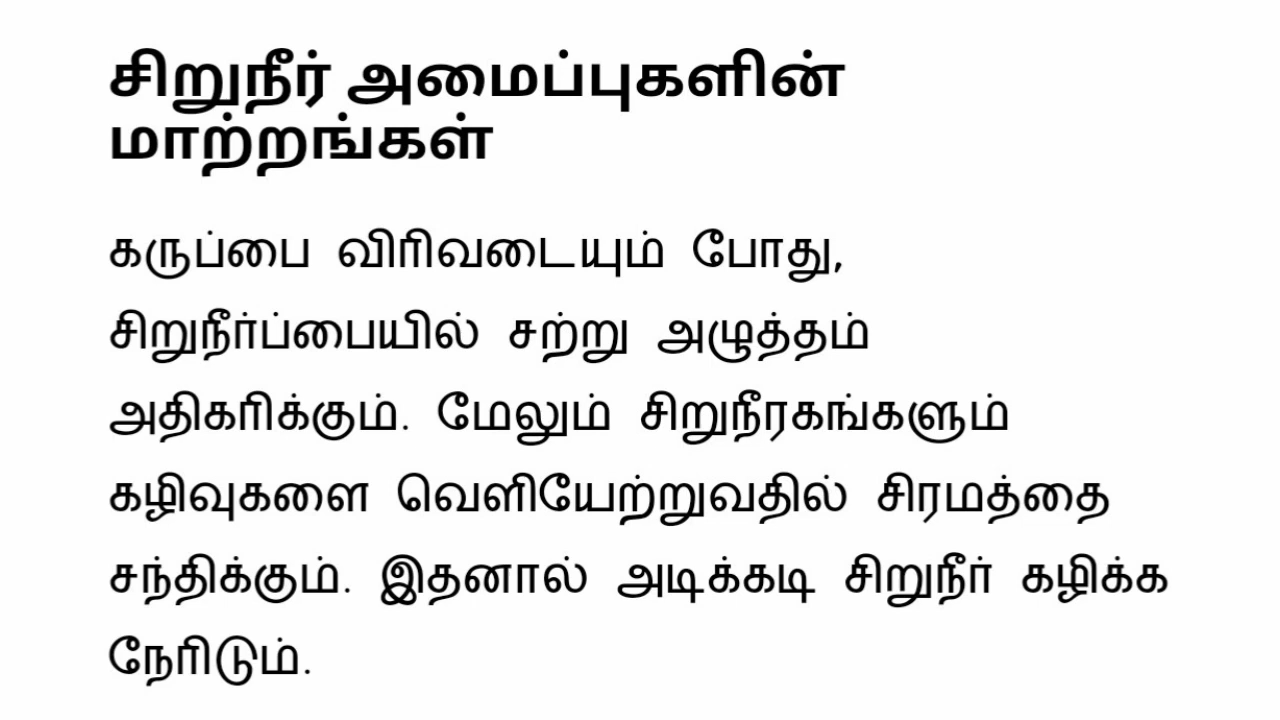 சிறுநீர் அமைப்புகளின்
மாற்றங்கள்
கருப்பை விரிவடையும் போது,
சிறுநீர்ப்பையில் சற்று அழுத்தம்
அதிகரிக்கும். மேலும் சிறுநீரகங்களும்
கழிவுகளை வெளியேற்றுவதில் சிரமத்தை
சந்திக்கும். இதனால் அடிக்கடி சிறுநீர் கழிக்க
நேரிடும்.